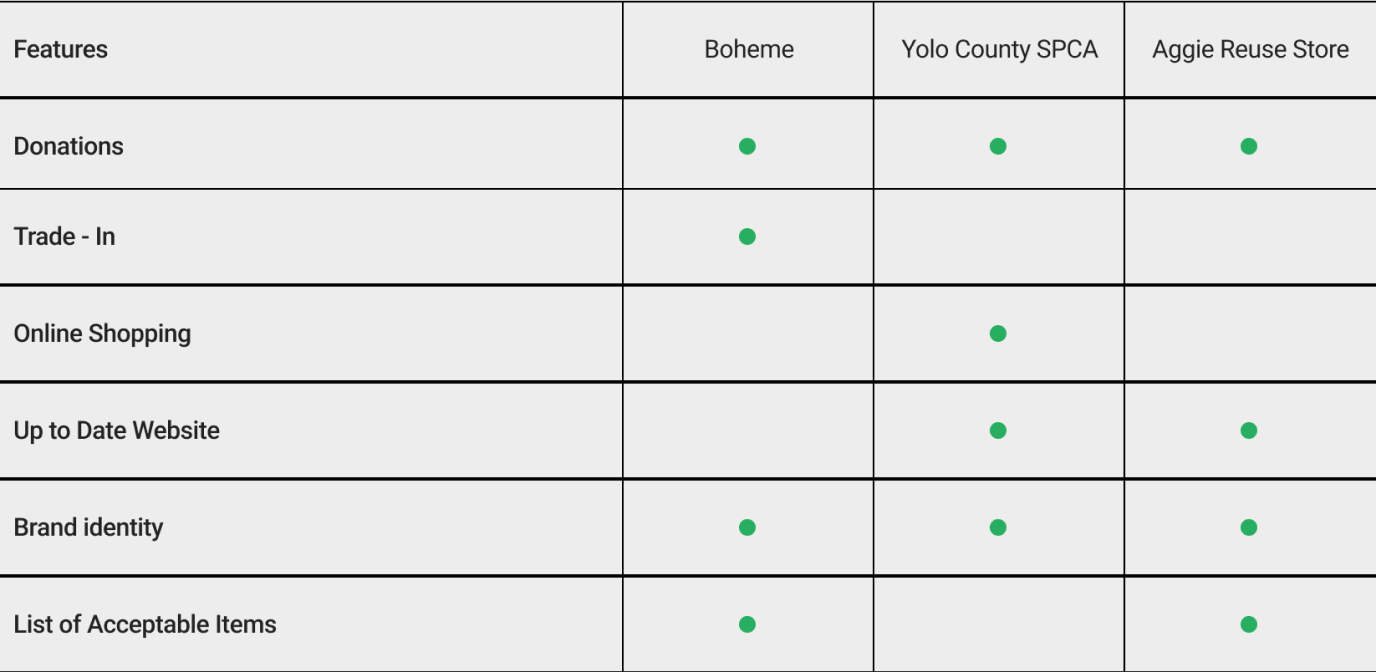 Features Boheme Yolo County SPCA Aggie Reuse Store
Donations
Trade - In
Online Shopping
Up to Date Website
Brand identity
List of Acceptable Items